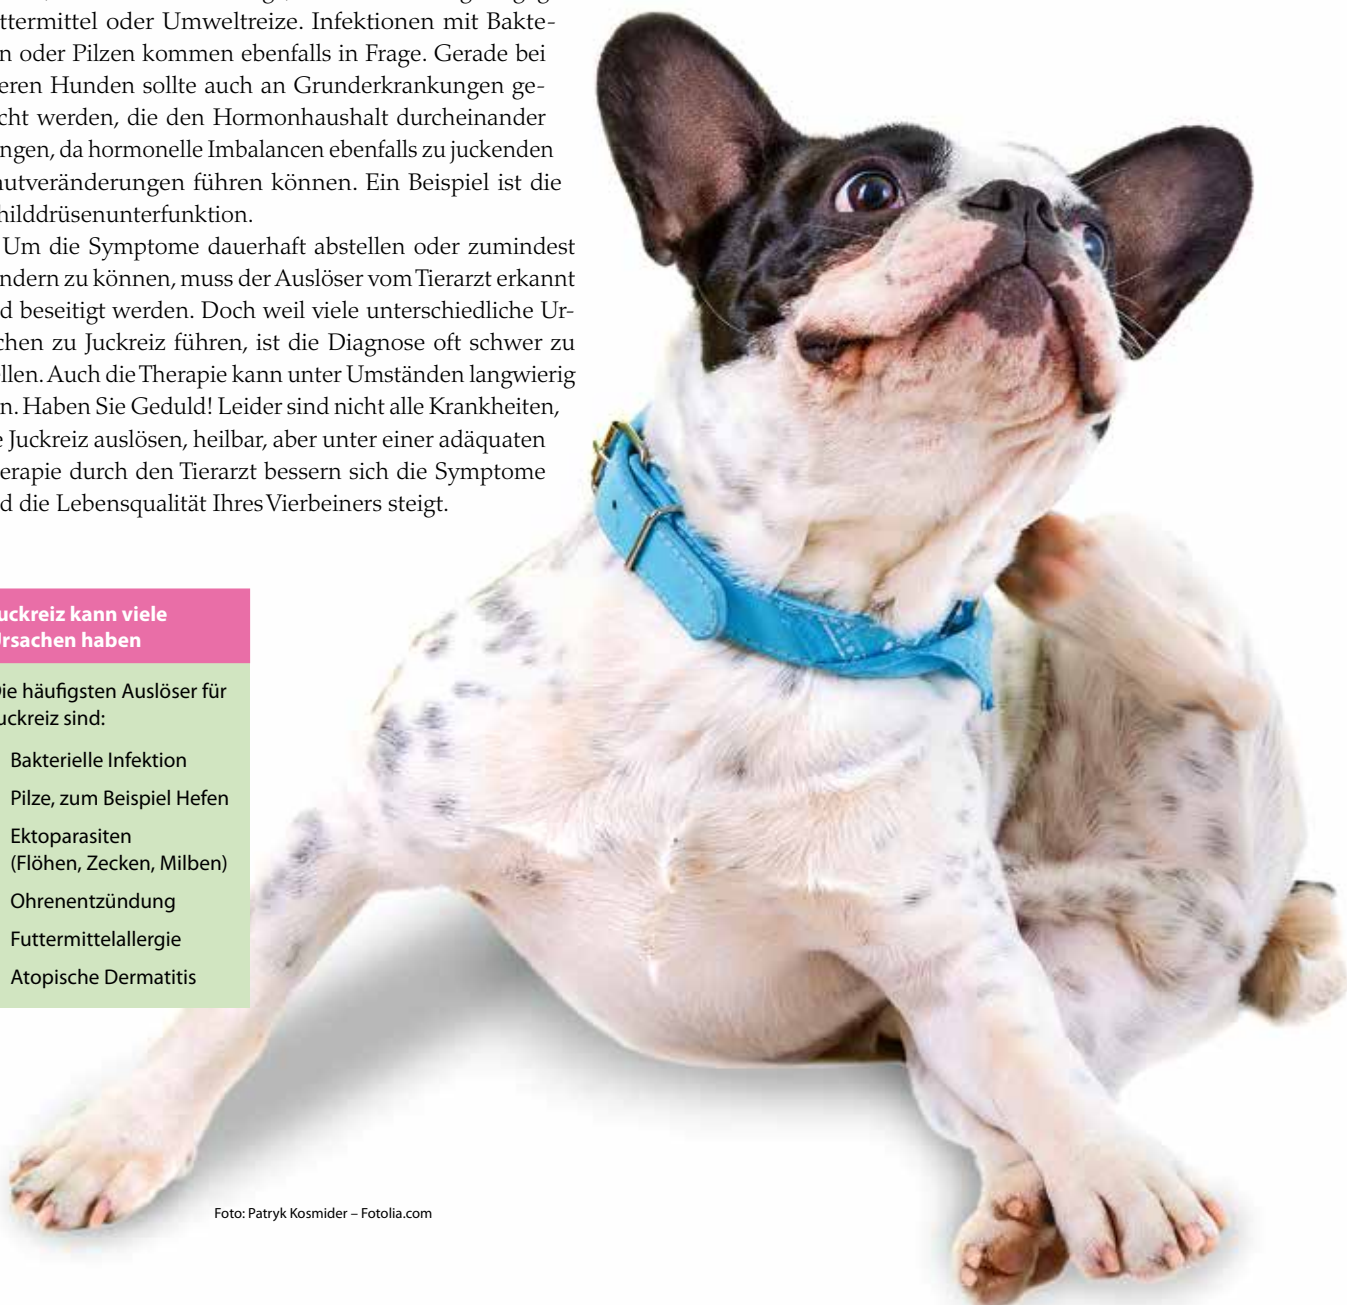 ttermittel oder Umweltreize. Infektionen mit Bakte-
n oder Pilzen kommen ebenfalls in Frage. Gerade bei
eren Hunden sollte auch an Grunderkrankungen ge-
cht werden, die den Hormonhaushalt durcheinander
ngen, da hormonelle Imbalancen ebenfalls zu juckenden
utveränderungen führen können. Ein Beispiel ist die
hilddrüsenunterfunktion.
Um die Symptome dauerhaft abstellen oder zumindest
ndern zu können, muss der Auslöser vom Tierarzt erkannt
d beseitigt werden. Doch weil viele unterschiedliche Ur-
chen zu Juckreiz führen, ist die Diagnose oft schwer zu
llen. Auch die Therapie kann unter Umständen langwierig
n. Haben Sie Geduld! Leider sind nicht alle Krankheiten,
e Juckreiz auslösen, heilbar, aber unter einer adäquaten
erapie durch den Tierarzt bessern sich die Symptome
d die Lebensqualität Ihres Vierbeiners steigt.
uckreiz kann viele
Ursachen haben
Die häufigsten Auslöser für
uckreiz sind:
Bakterielle Infektion
Pilze, zum Beispiel Hefen
Ektoparasiten
(Flöhen, Zecken, Milben)
Ohrenentzündung
Futtermittelallergie
Atopische Dermatitis
Foto: Patryk Kosmider – Fotolia.com